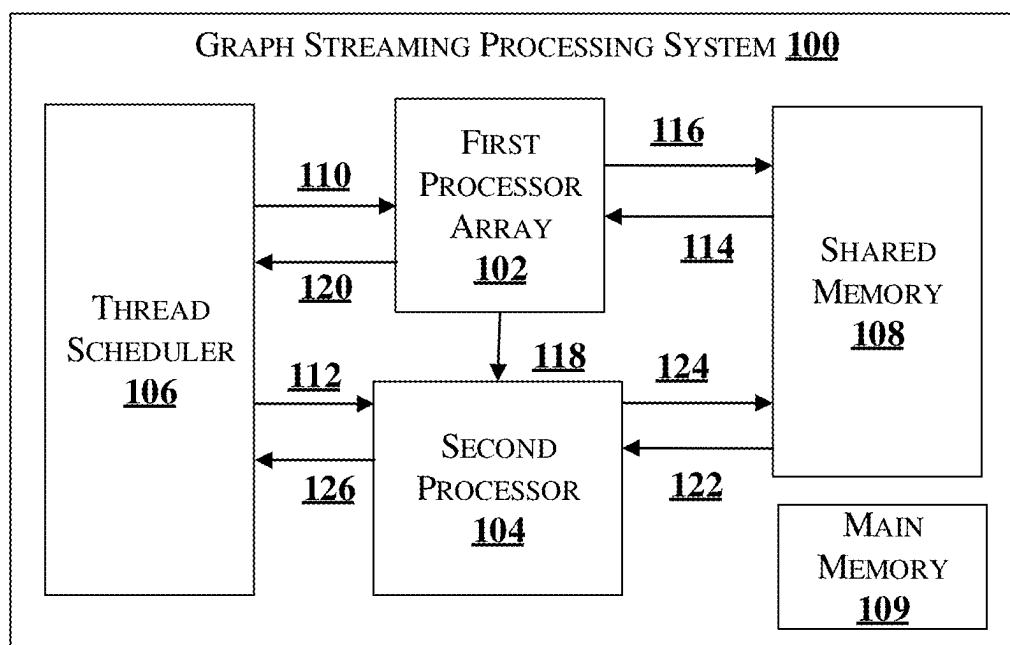 GRAPH STREAMING PROCESSING SYSTEM 100
FIRST
PROCESSOR
ARRAY
102
116
110
114
120
THREAD
SCHEDULER
106
SHARED
MEMORY
108
118
112
124
SECOND
PROCESSOR
104
126
122
MAIN
MEMORY
109